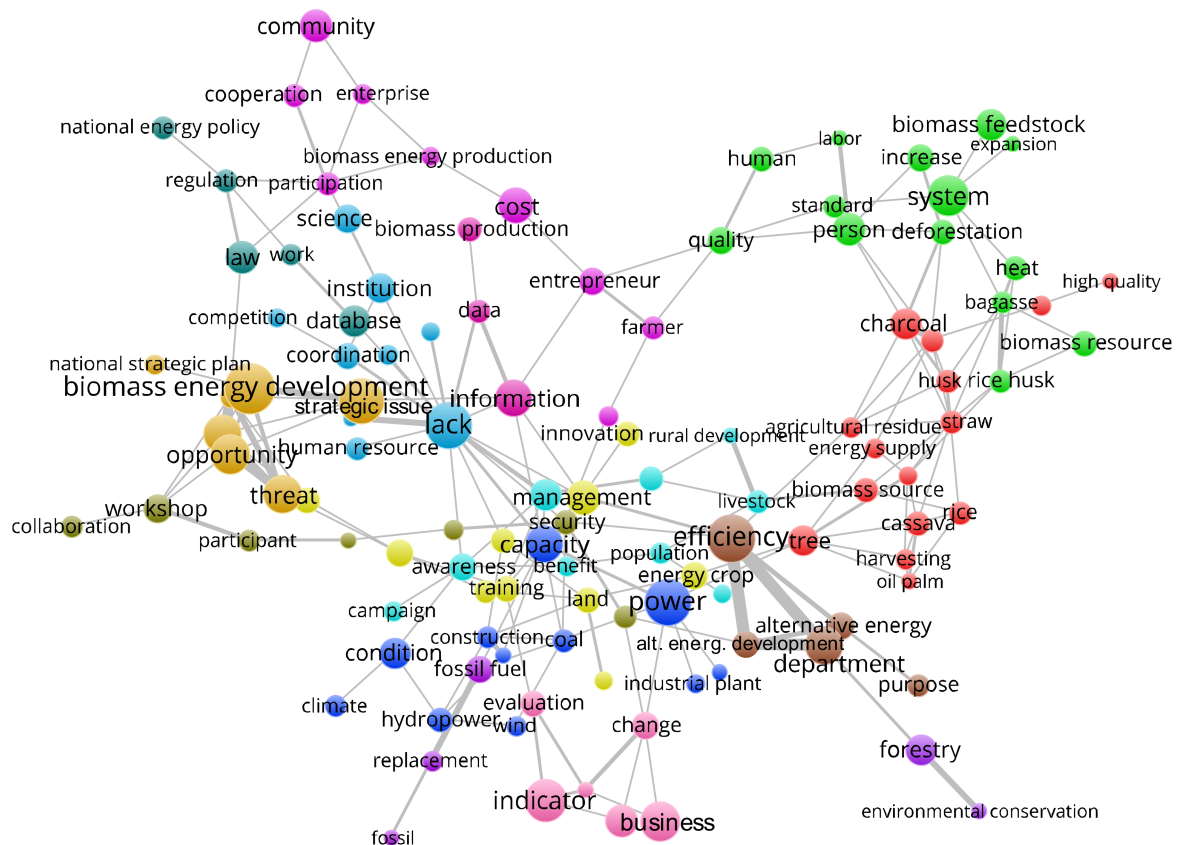 community
cooperation
enterprise
national energy policy
biomass feedstock
labor
expansion
biomass energy production
human
increase
regulation
participation
system
science
cost
standard
biomass production
quality
person
deforestation
law
work
heat
institution
entrepreneur
high quality
data
bagasse
competition
database
farmer
charcoal
coordination
biomass resource
national strategic plan
biomass energy development
husk
rice husk
strategic issue
information
lack
innovation
rural development
agricultural residue
straw
human resource
energy supply
opportunity
threat
management
livestock
biomass source
workshop
collaboration
security
rice
cassava
participant
capacity
efficiency
tree
population
harvesting
awareness
benefit
energy crop
oil palm
training
land
power
campaign
alternative energy
construction
coal
alt. energ. development
condition
fossil fuel
department
industrial plant
purpose
climate
evaluation
hydropower
wind
change
forestry
replacement
indicator
business
environmental conservation
fossil